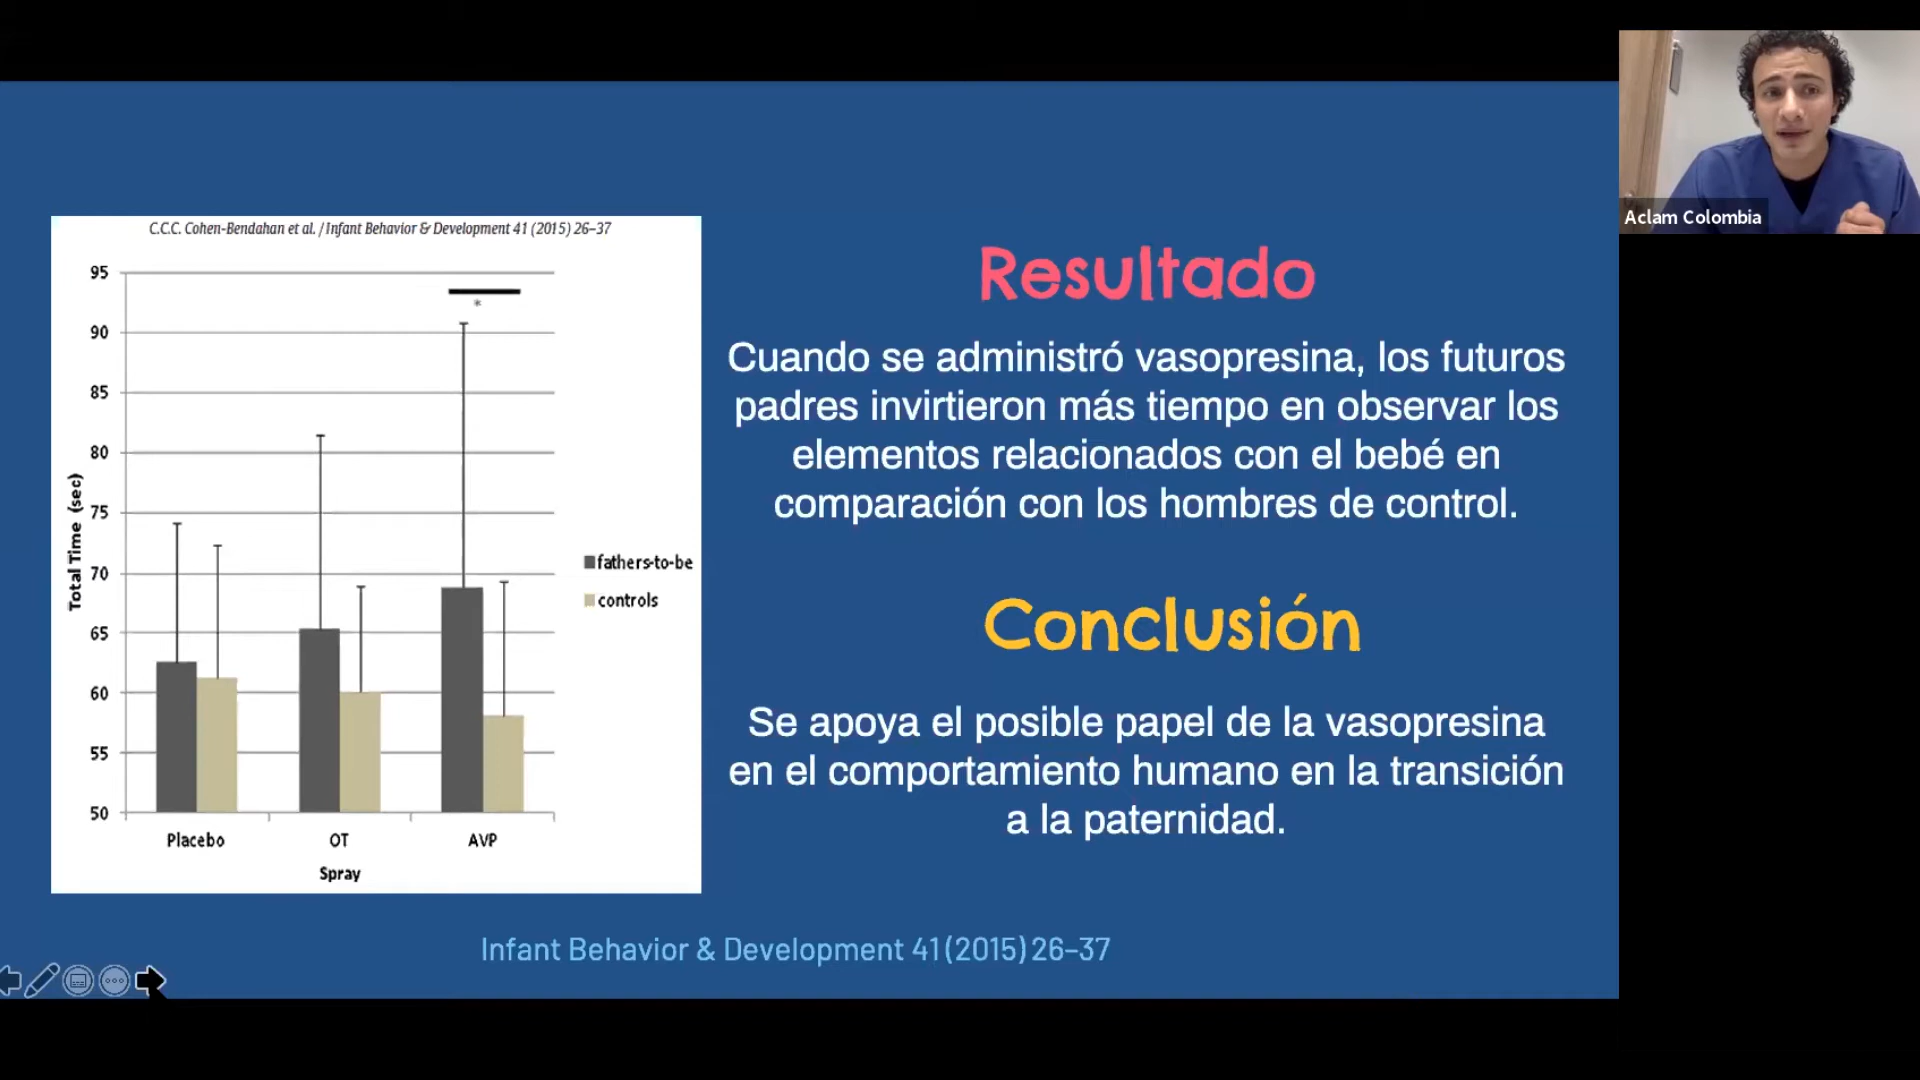 C.C.C. Cohen-Bendahan et al. / Infant Behavior & Development 41 (2015) 26–37
95
90
85
80
75
70
65
60
55
50
Total Time (sec)
*
Placebo
OT
AVP
Spray
fathers-to-be
controls
Resultado
Cuando se administró vasopresina, los futuros
padres invirtieron más tiempo en observar los
elementos relacionados con el bebé en
comparación con los hombres de control.
Conclusión
Se apoya el posible papel de la vasopresina
en el comportamiento humano en la transición
a la paternidad.
Infant Behavior & Development 41 (2015) 26–37
Aclam Colombia